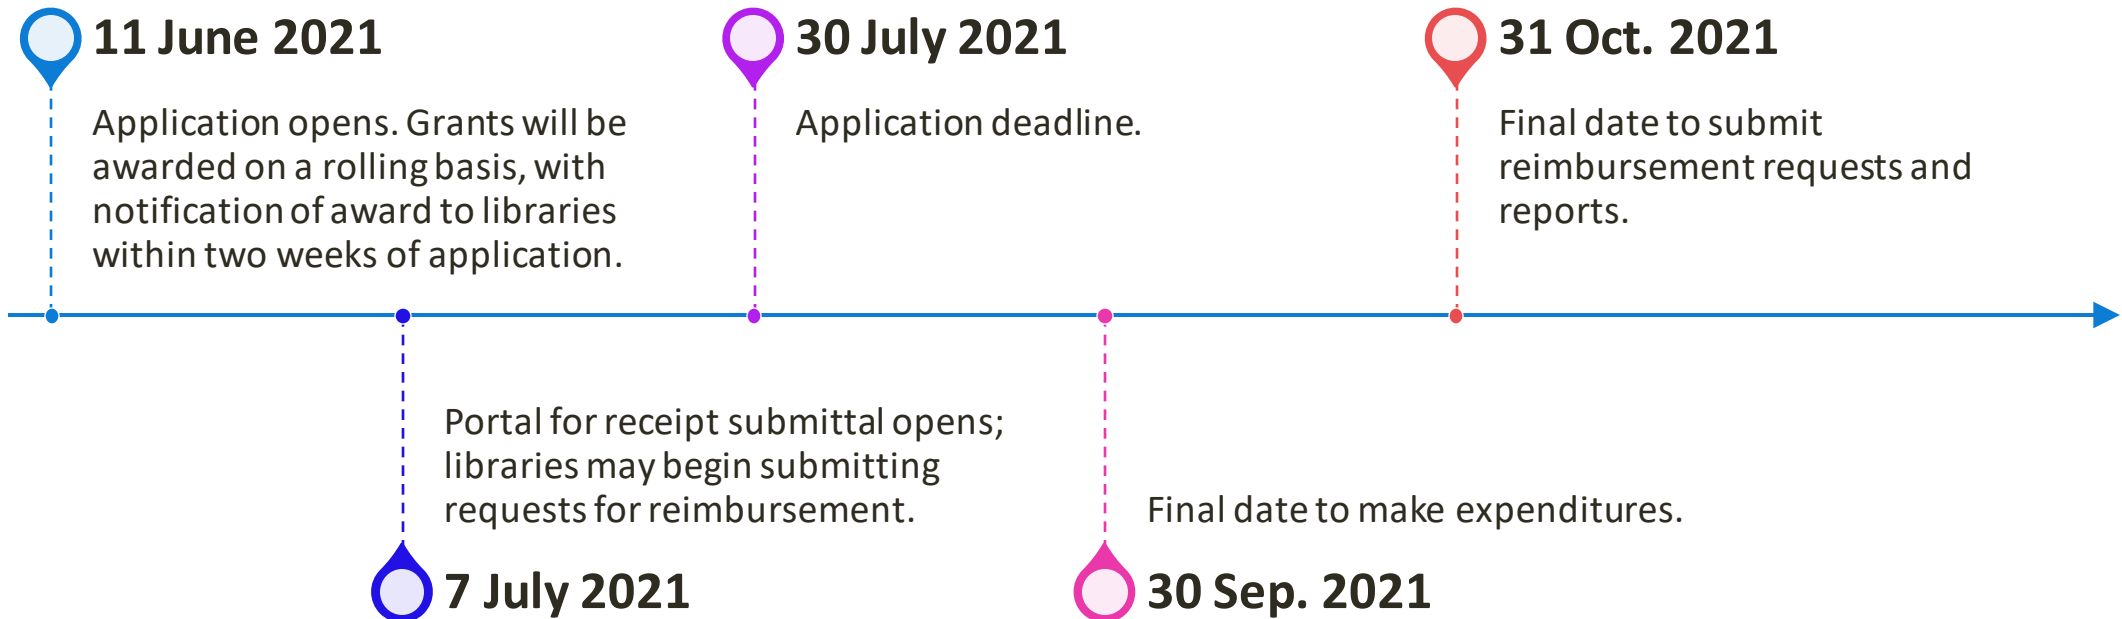 11 June 2021
Application opens. Grants will be
awarded on a rolling basis, with
notification of award to libraries
within two weeks of application.
7 July 2021
Portal for receipt submittal opens;
libraries may begin submitting
requests for reimbursement.
30 July 2021
Application deadline.
30 Sep. 2021
Final date to make expenditures.
31 Oct. 2021
Final date to submit
reimbursement requests and
reports.